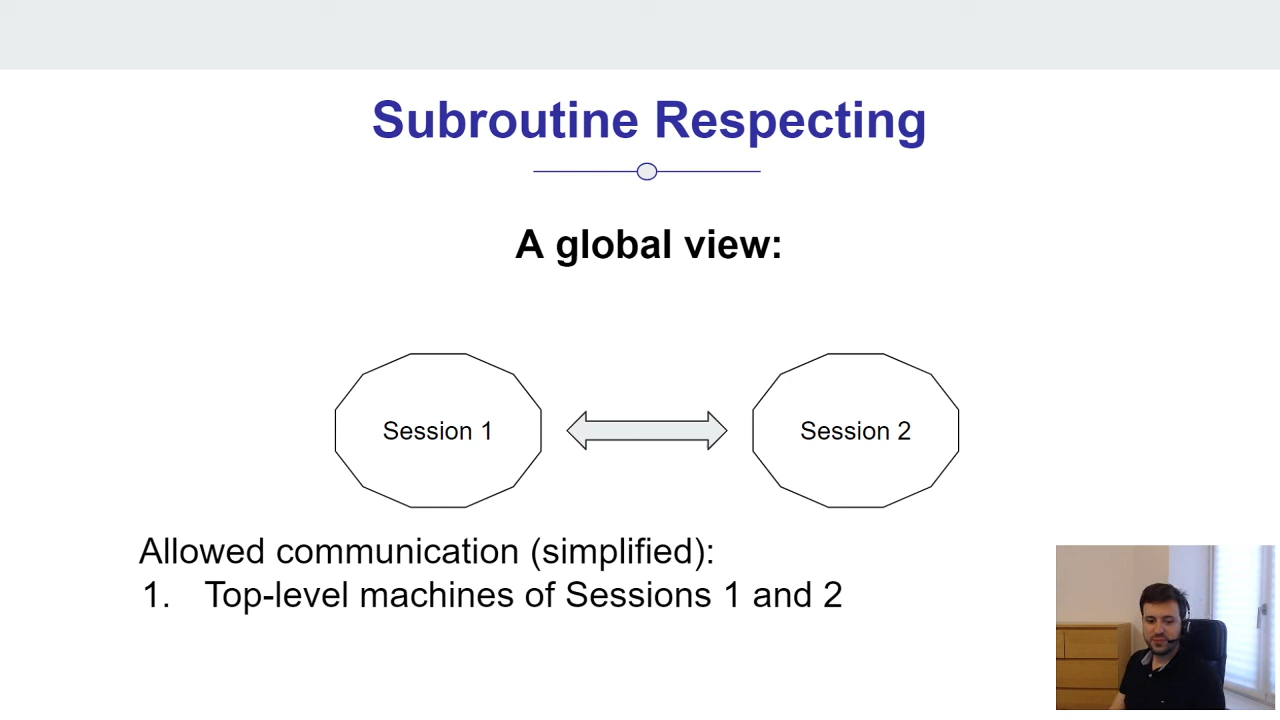 Subroutine Respecting
A global view:
Session 1
Session 2
Allowed communication (simplified):
1. Top-level machines of Sessions 1 and 2